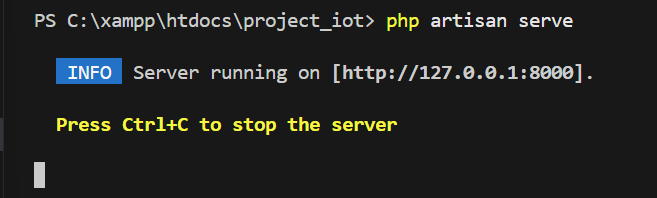 PS C:\xampp\htdocs\project_iot> php artisan serve
INFO Server running on [http://127.0.0.1:8000].
Press Ctrl+C to stop the server